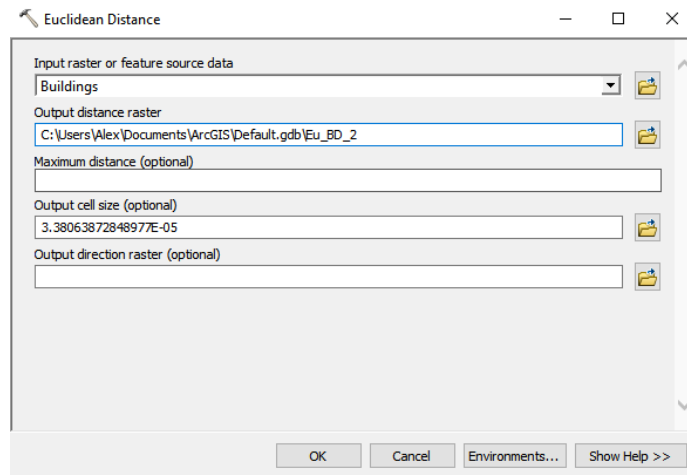 Euclidean Distance
Input raster or feature source data
Buildings
Output distance raster
C:\Users\Alex\Documents\ArcGIS\Default.gdb\Eu_BD_2
Maximum distance (optional)
Output cell size (optional)
3.38063872848977E-05
Output direction raster (optional)
OK Cancel Environments... Show Help >>